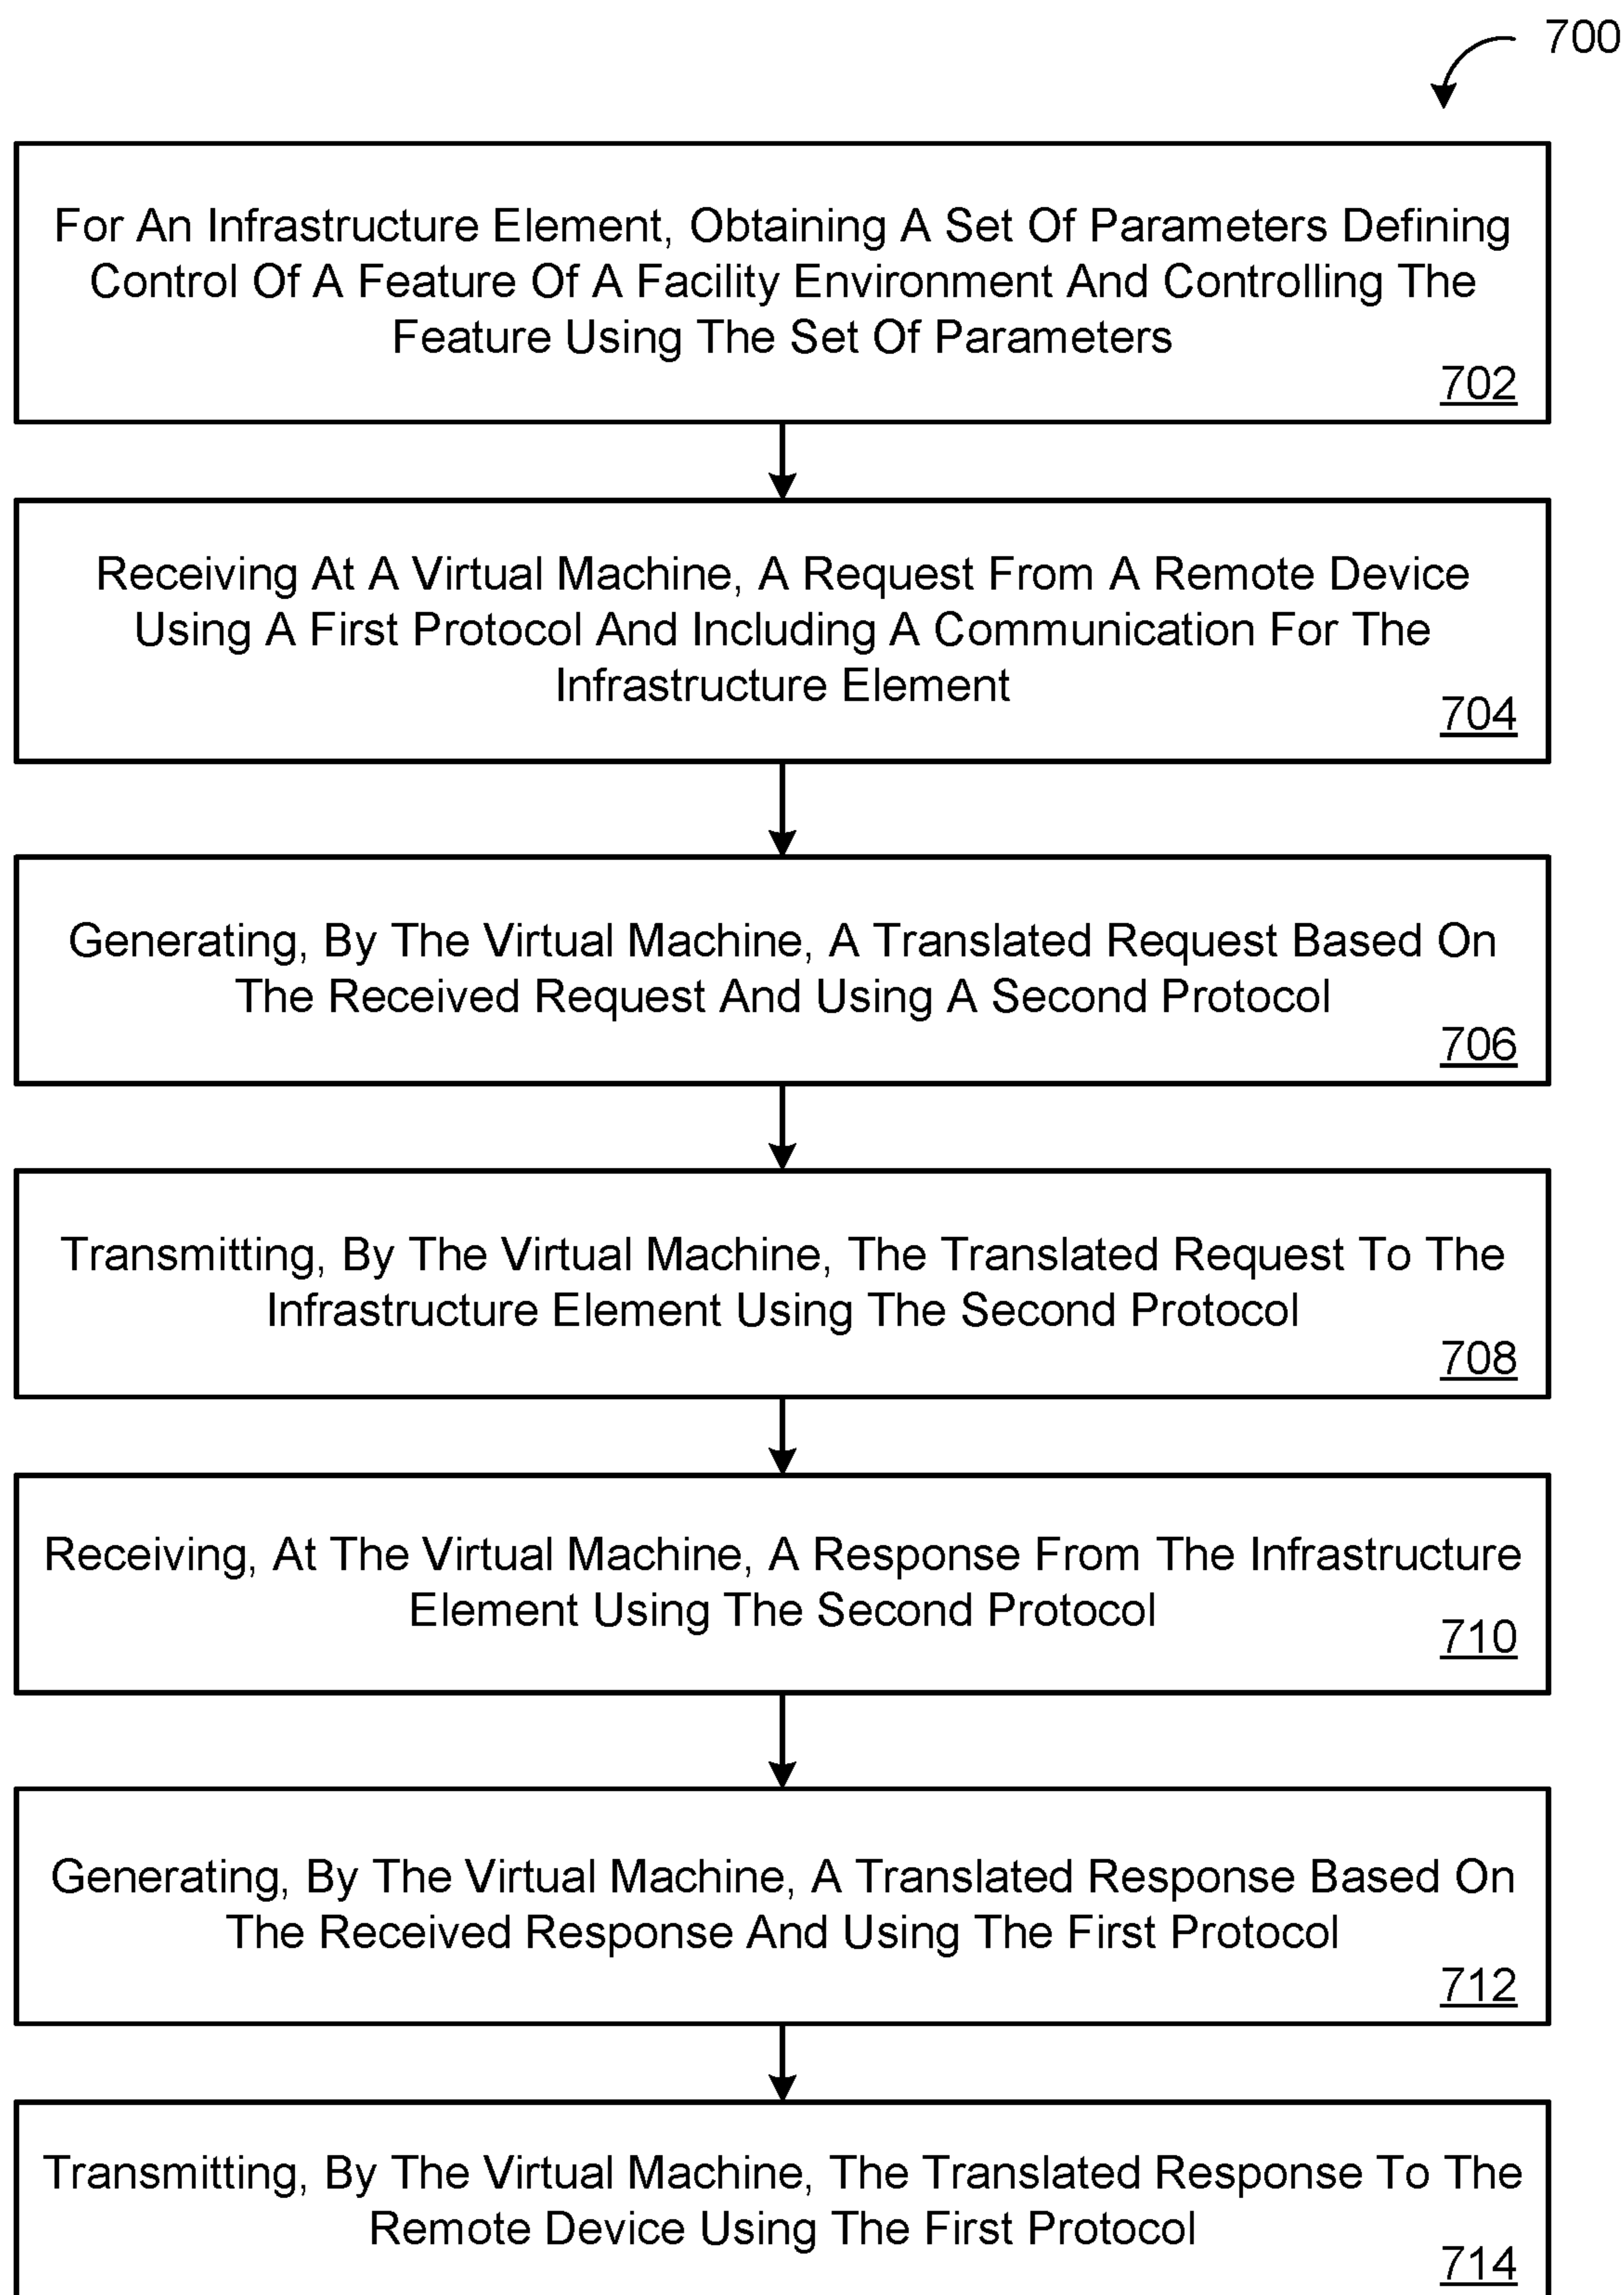 700
For An Infrastructure Element, Obtaining A Set Of Parameters Defining
Control Of A Feature Of A Facility Environment And Controlling The
Feature Using The Set Of Parameters
702
Receiving At A Virtual Machine, A Request From A Remote Device
Using A First Protocol And Including A Communication For The
Infrastructure Element
704
Generating, By The Virtual Machine, A Translated Request Based On
The Received Request And Using A Second Protocol
706
Transmitting, By The Virtual Machine, The Translated Request To The
Infrastructure Element Using The Second Protocol
708
Receiving, At The Virtual Machine, A Response From The Infrastructure
Element Using The Second Protocol
710
Generating, By The Virtual Machine, A Translated Response Based On
The Received Response And Using The First Protocol
712
Transmitting, By The Virtual Machine, The Translated Response To The
Remote Device Using The First Protocol
714